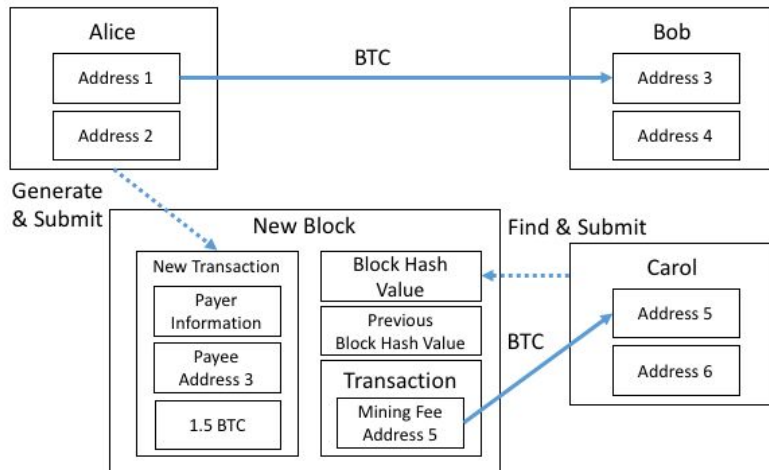 Alice
Address 1
Address 2
BTC
Bob
Address 3
Address 4
Generate
& Submit
New Block
New Transaction
Payer
Information
Payee
Address 3
1.5 BTC
Block Hash
Value
Previous
Block Hash Value
Transaction
Mining Fee
Address 5
Find & Submit
BTC
Carol
Address 5
Address 6